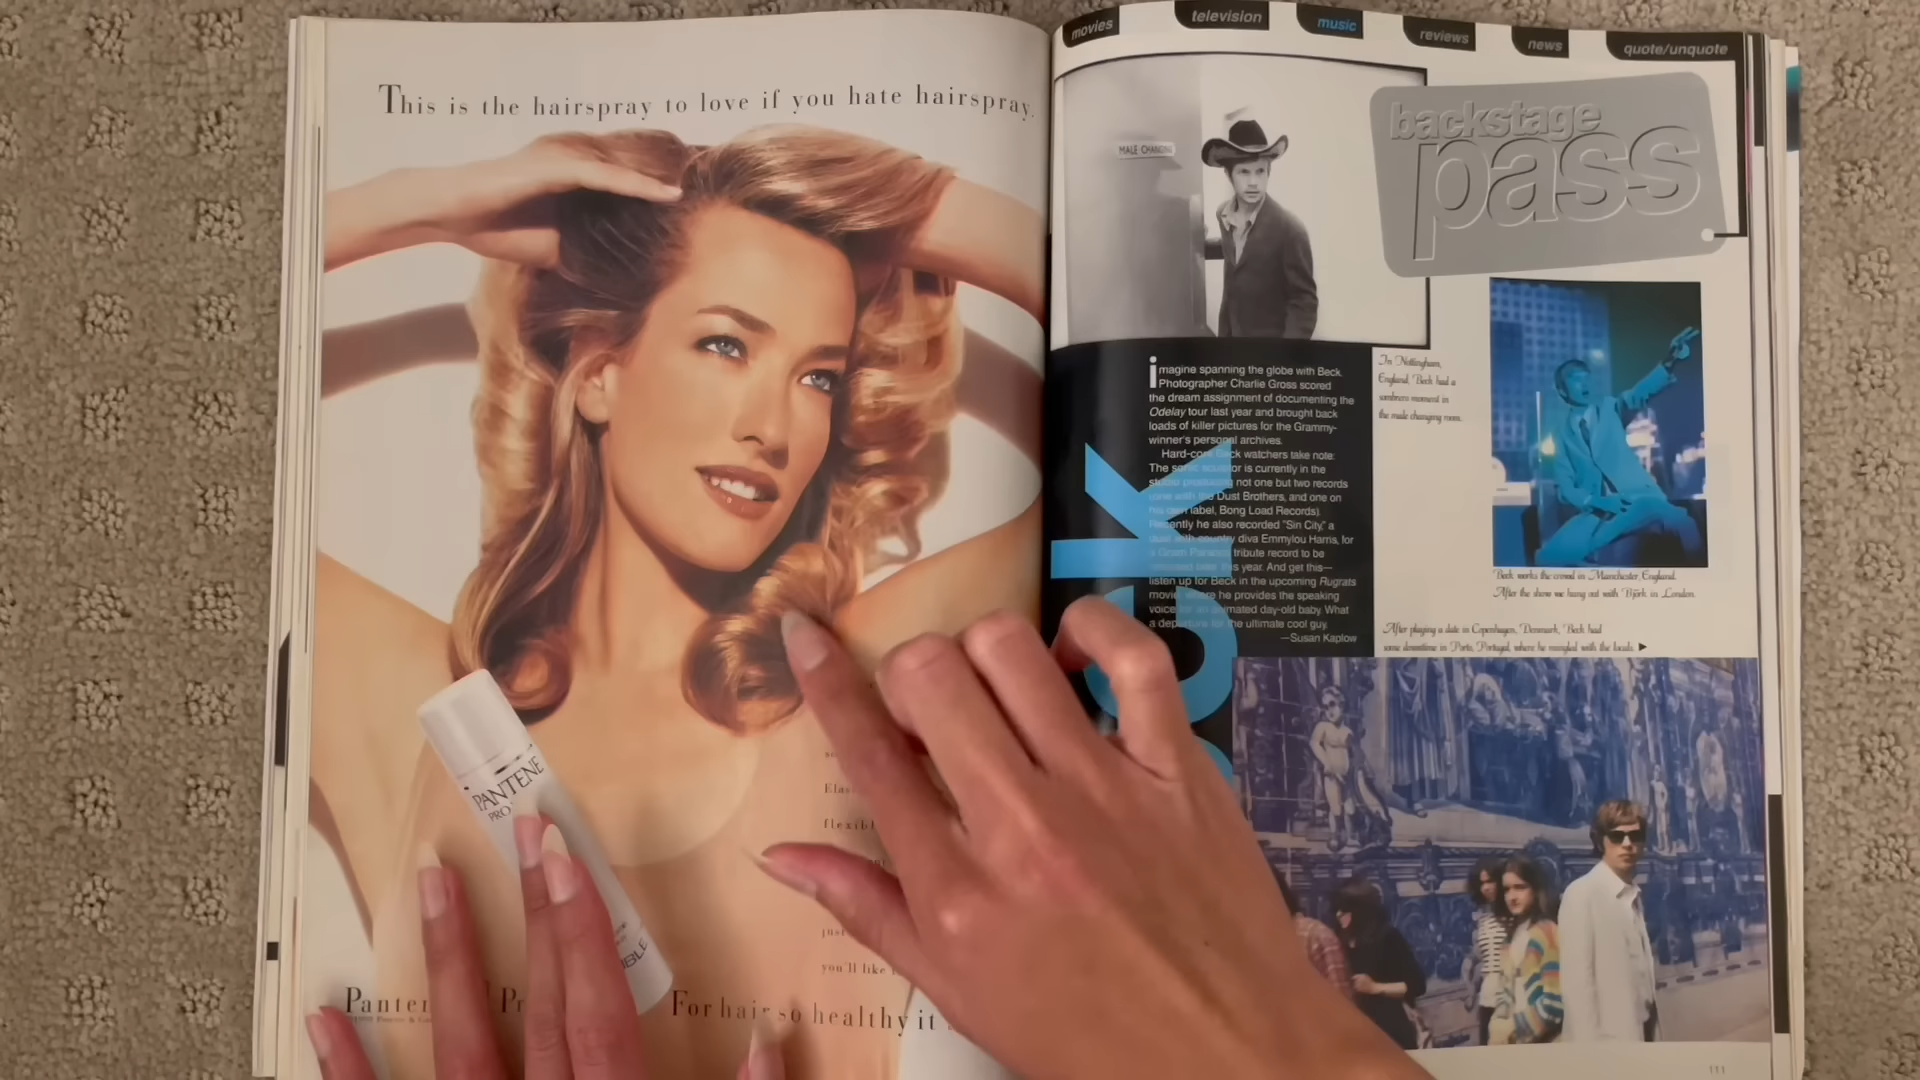 This is the hairspray to love if you hate hairspray.
PANTENE
PRO
flexibl
just
you'll like
For hair so healthy it
movies
television
music
reviews
news
quote/unquote
MALE CHANGING
backstage
pass
imagine spanning the globe with Beck.
Photographer Charlie Gross scored
the dream assignment of documenting the
Odelay tour last year and brought back
loads of killer pictures for the Grammy-
winner's personal archives.
Hard-core Beck watchers take note:
The sonic sculptor is currently in the
studio producing not one but two records
(one with the Dust Brothers, and one on
his own label, Bong Load Records).
Recently he also recorded "Sin City," a
duet with country diva Emmylou Harris, for
a Gram Parsons tribute record to be
released later this year. And get this—
listen up for Beck in the upcoming Rugrats
movie, where he provides the speaking
voice for an animated day-old baby. What
a departure for the ultimate cool guy.
—Susan Kaplow
In Nottingham,
England, Beck had a
sombrero moment in
the male changing room.
Beck works the crowd in Manchester, England.
After the show we hang out with Björk in London.
After playing a date in Copenhagen, Denmark, Beck had
some downtime in Porto, Portugal, where he mingled with the locals.
111